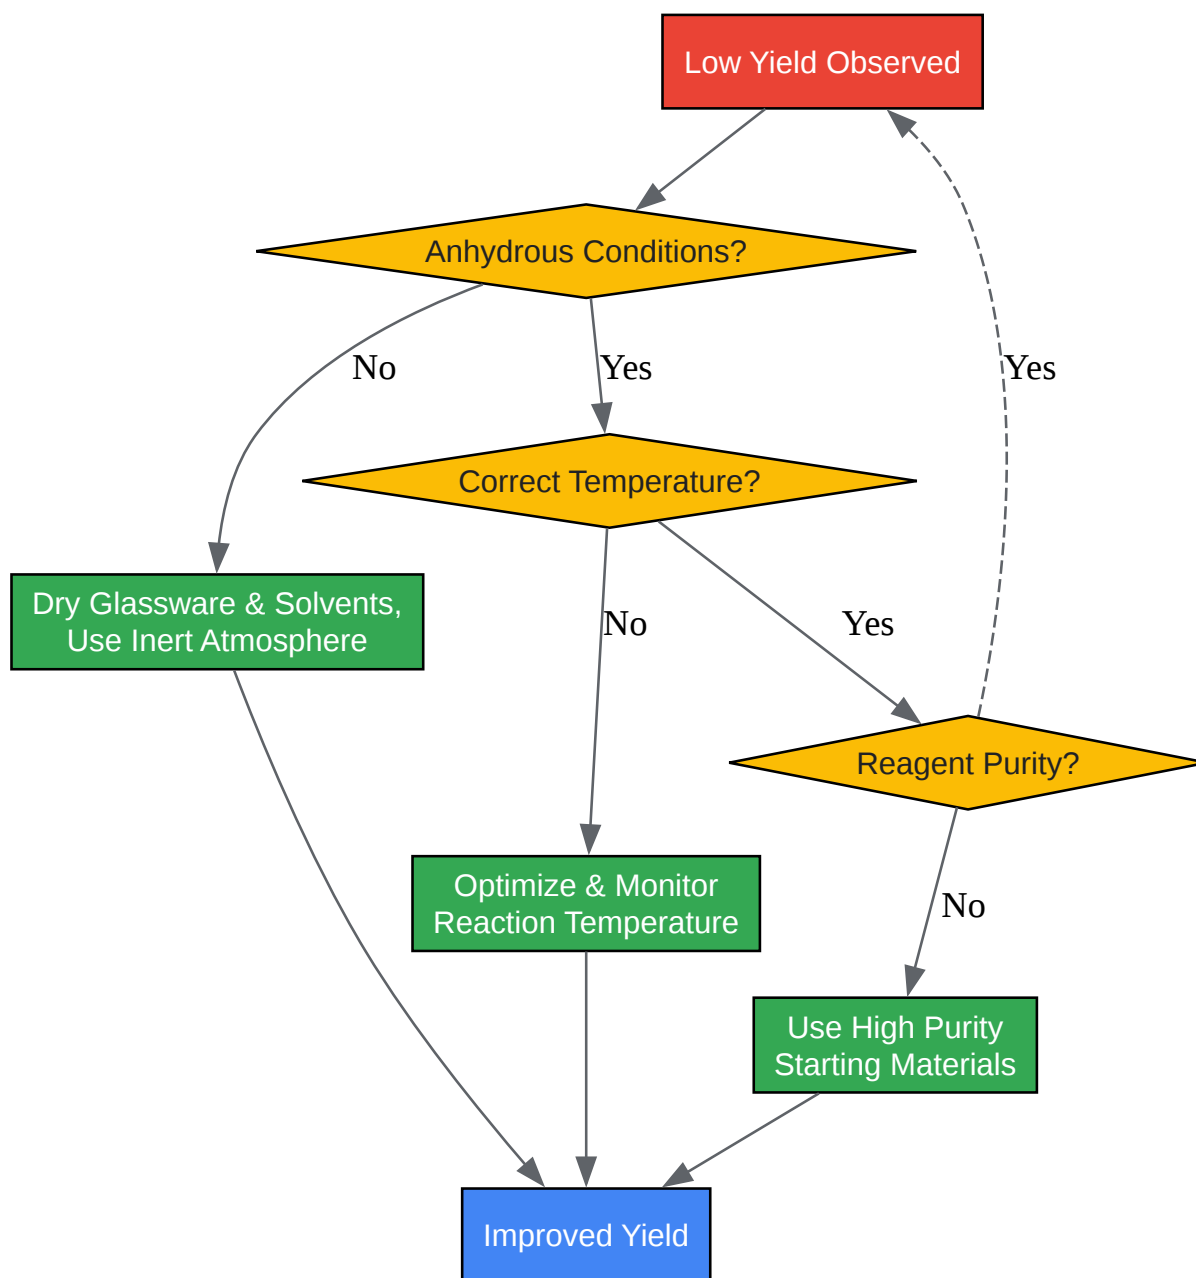 Low Yield Observed
Anhydrous Conditions?
No
Yes
Yes
Correct Temperature?
Dry Glassware & Solvents,
Use Inert Atmosphere
No
Yes
Reagent Purity?
Optimize & Monitor
Reaction Temperature
No
Use High Purity
Starting Materials
Improved Yield